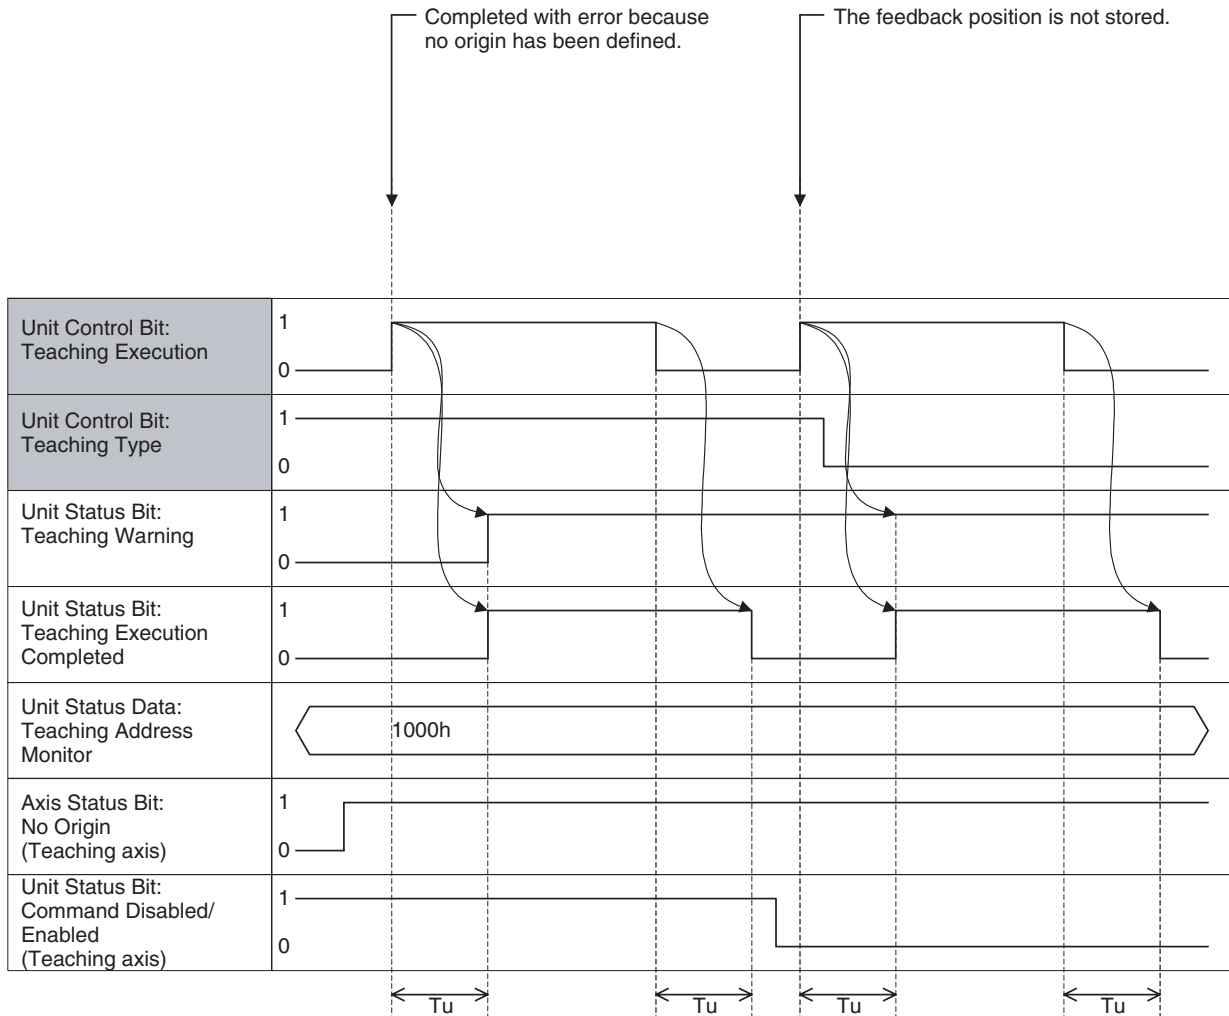 Completed with error because
no origin has been defined.
The feedback position is not stored.
Unit Control Bit:
Teaching Execution
1
0
Unit Control Bit:
Teaching Type
1
0
Unit Status Bit:
Teaching Warning
1
0
Unit Status Bit:
Teaching Execution
Completed
1
0
Unit Status Data:
Teaching Address
Monitor
1000h
Axis Status Bit:
No Origin
(Teaching axis)
1
0
Unit Status Bit:
Command Disabled/
Enabled
(Teaching axis)
1
0
Tu
Tu
Tu
Tu